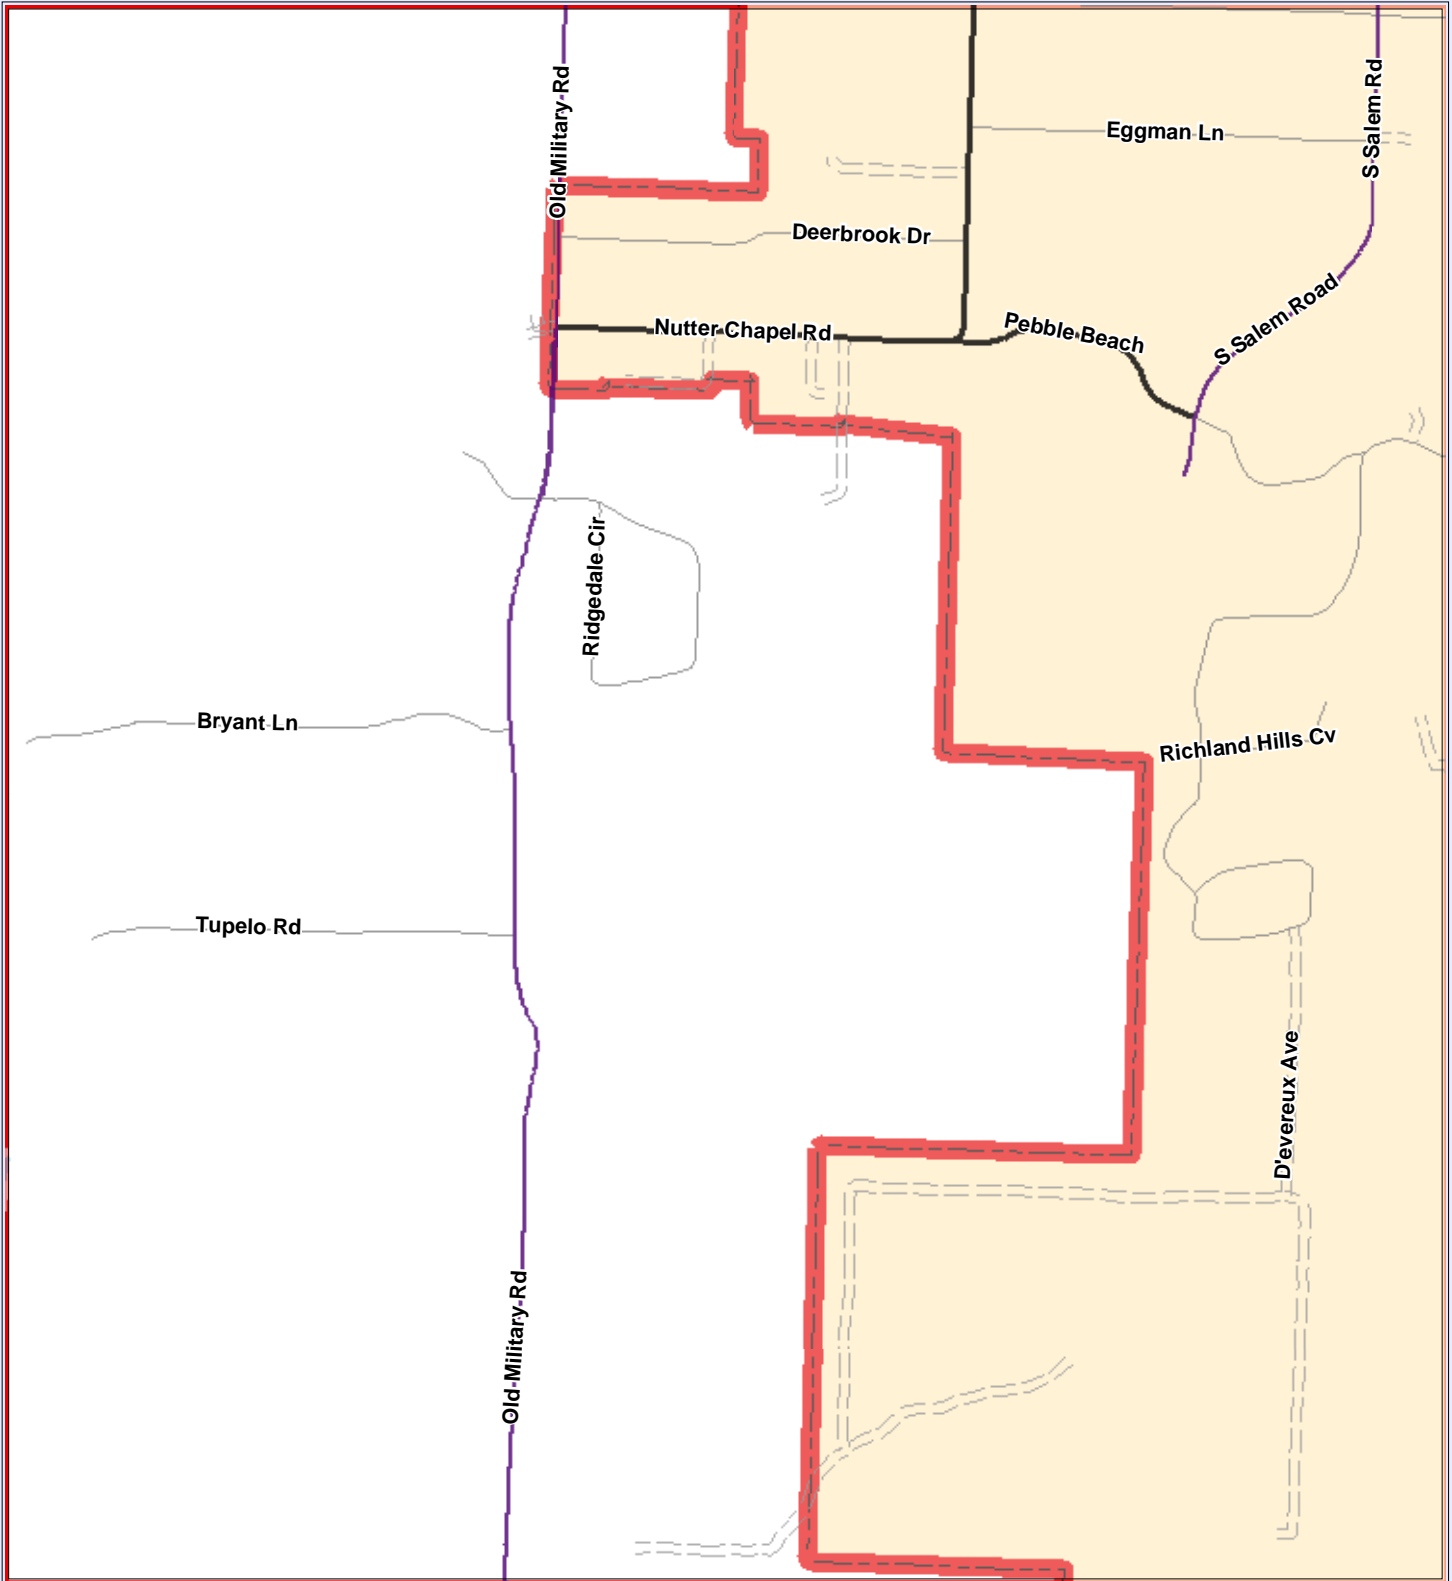 Old Military Rd
S Salem Rd
Eggman Ln
Deerbrook Dr
S Salem Road
Nutter Chapel Rd
Pebble Beach
Ridgedale Cir
Bryant Ln
Richland Hills Cv
Tupelo Rd
D'evereux Ave
Old Military Rd